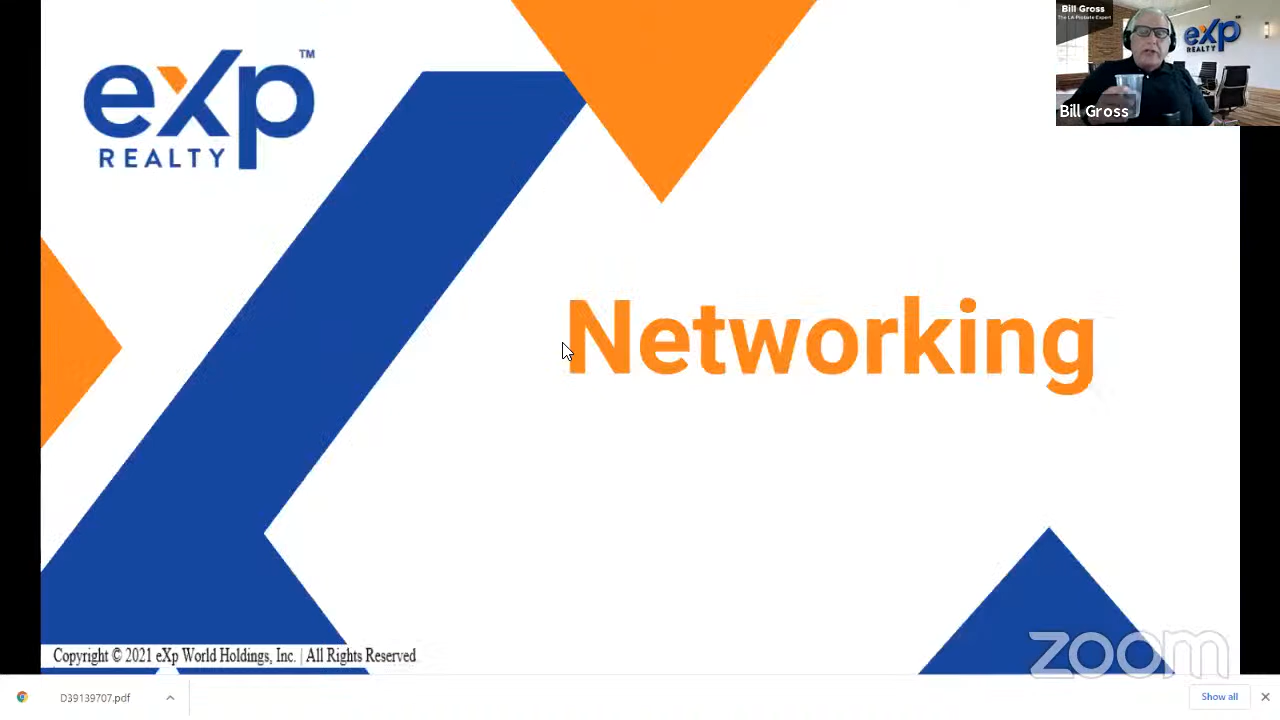 eXp
TM
REALTY
Networking
Copyright © 2021 eXp World Holdings, Inc. | All Rights Reserved
Bill Gross
The LA-Probate Expert
eXp
REALTY
Bill Gross
zoom
D39139707.pdf
Show all